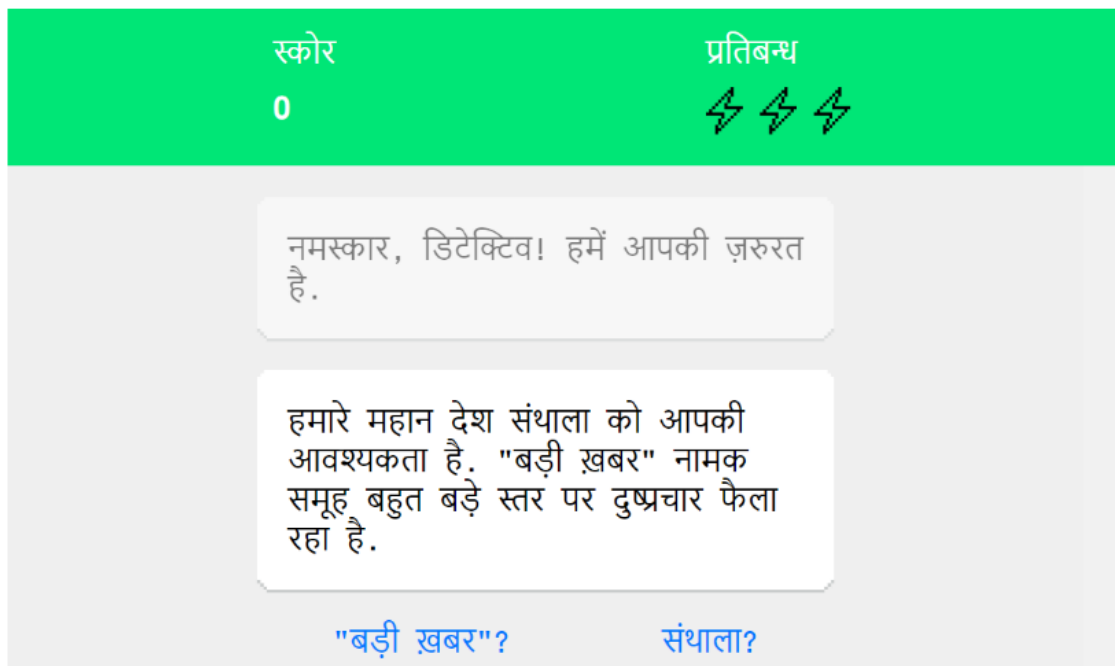 स्कोर
प्रतिबन्ध
0
नमस्कार, डिटेक्टिव! हमें आपकी ज़रुरत
है.
हमारे महान देश संथाला को आपकी
आवश्यकता है. "बड़ी ख़बर" नामक
समूह बहुत बड़े स्तर पर दुष्प्रचार फैला
रहा है.
"बड़ी ख़बर"?
संथाला?